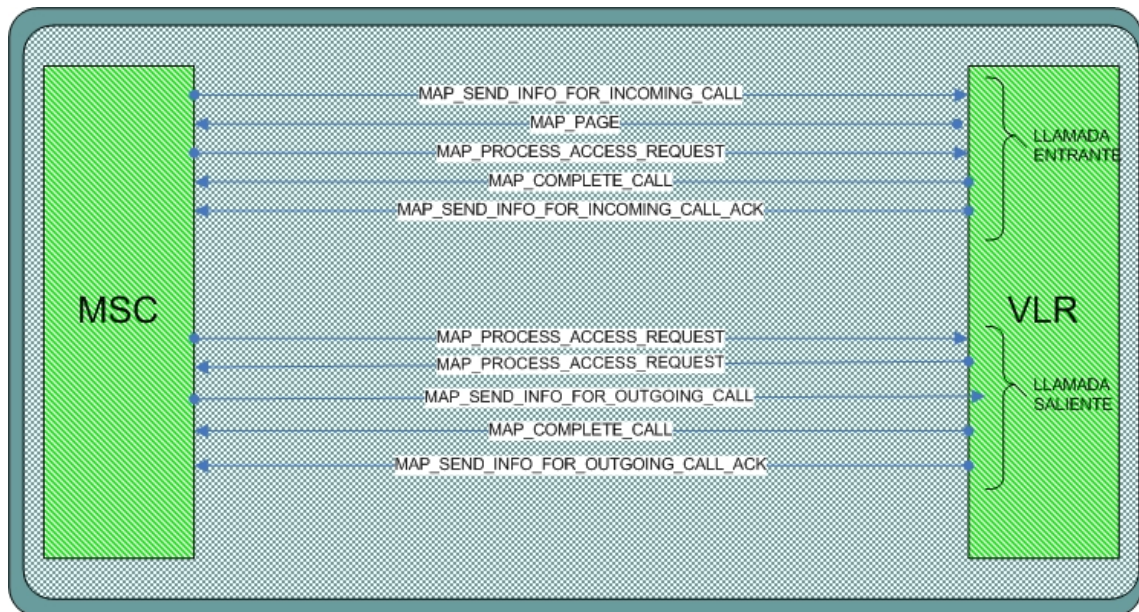 MAP_SEND_INFO_FOR_INCOMING_CALL
MAP_PAGE
MAP_PROCESS_ACCESS_REQUEST
MAP_COMPLETE_CALL
MAP_SEND_INFO_FOR_INCOMING_CALL_ACK
LLAMADA
ENTRANTE
MSC
VLR
MAP_PROCESS_ACCESS_REQUEST
MAP_PROCESS_ACCESS_REQUEST
MAP_SEND_INFO_FOR_OUTGOING_CALL
MAP_COMPLETE_CALL
MAP_SEND_INFO_FOR_OUTGOING_CALL_ACK
LLAMADA
SALIENTE